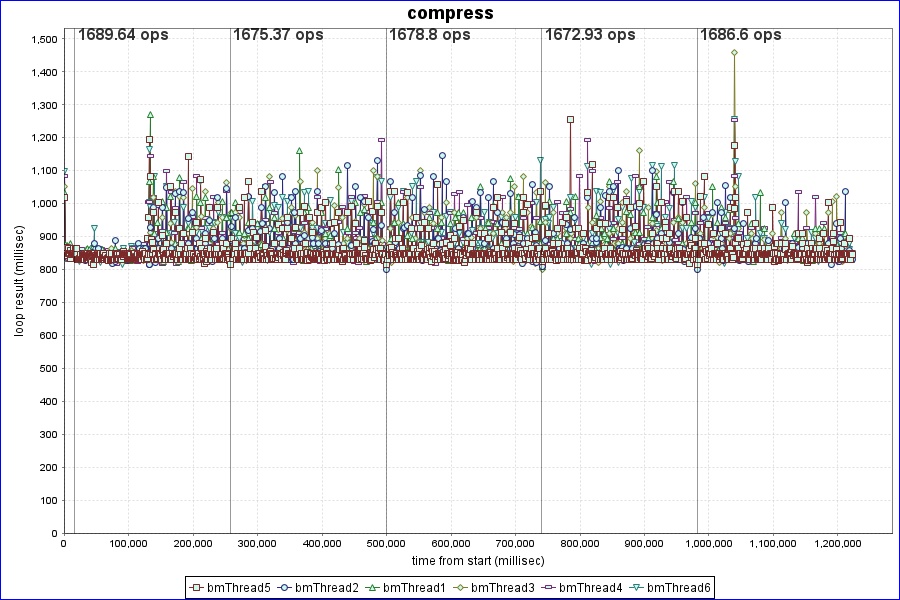 compress
1689.64 ops 1675.37 ops 1678.8 ops 1672.93 ops 1686.6 ops
1,500
1,400
1,300
1,200
1,100
1,000
900
800
700
600
500
400
300
200
100
0
loop result (millisec)
0 100,000 200,000 300,000 400,000 500,000 600,000 700,000 800,000 900,000 1,000,000 1,100,000 1,200,000
time from start (millisec)
bmThread5 bmThread2 bmThread1 bmThread3 bmThread4 bmThread6